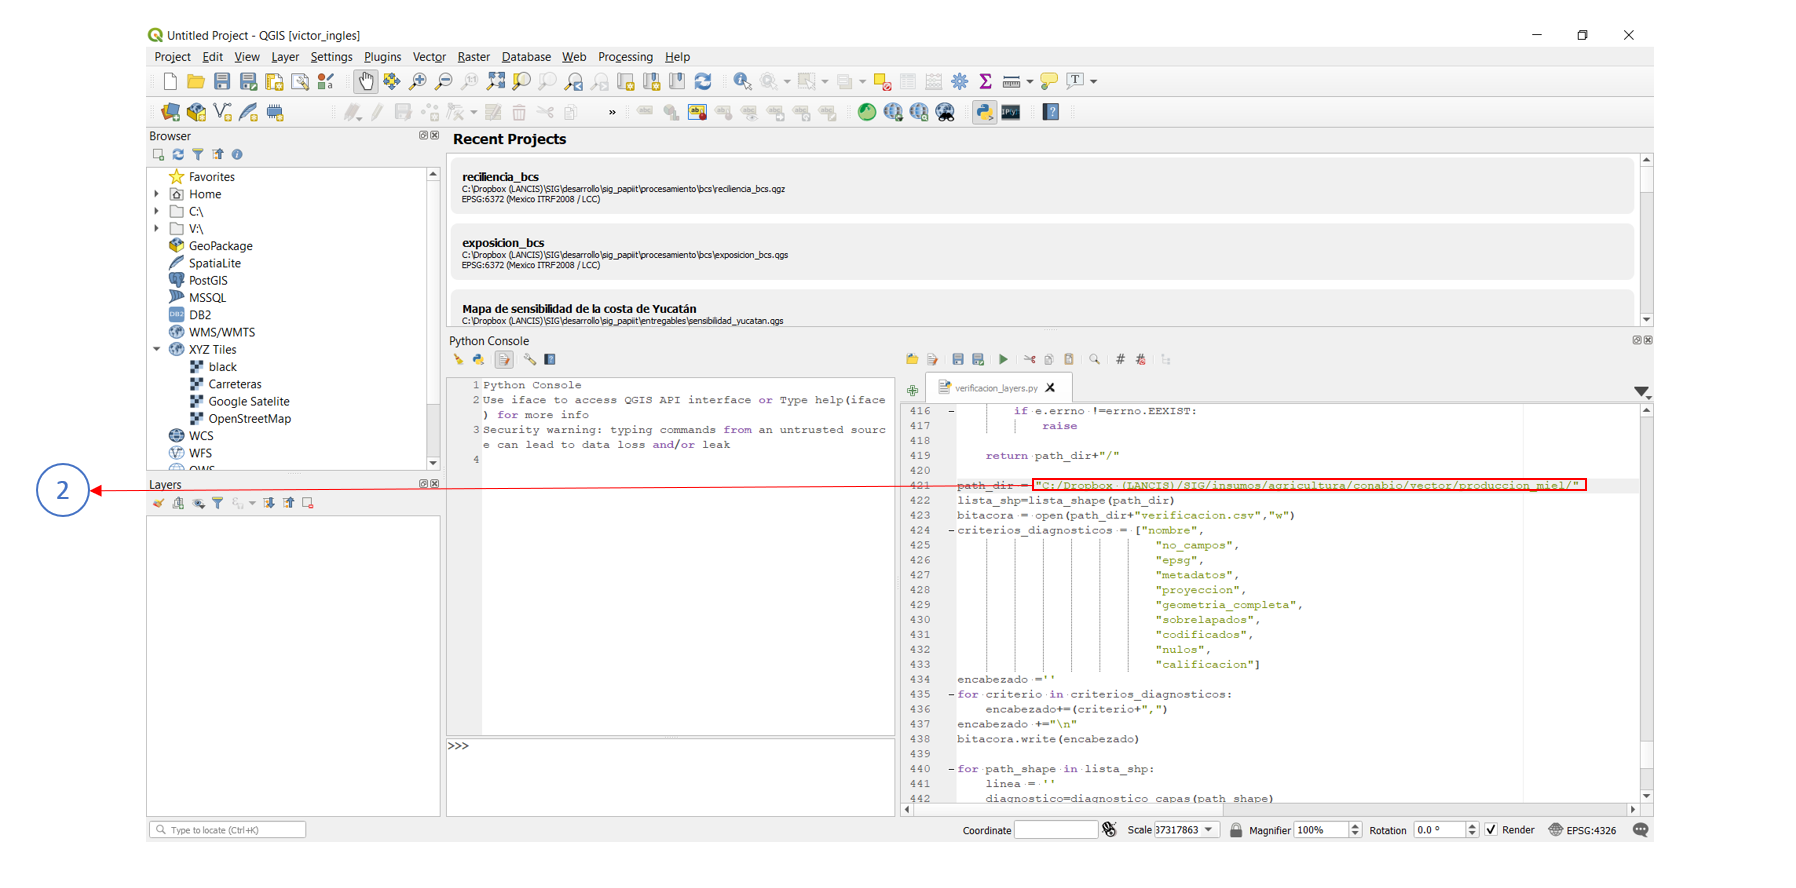 Untitled Project - QGIS [victor_ingles]
Project Edit View Layer Settings Plugins Vector Raster Database Web Processing Help
Browser
Favorites
Home
C:\
V:\
GeoPackage
SpatiaLite
PostGIS
MSSQL
DB2
WMS/WMTS
XYZ Tiles
black
Carreteras
Google Satelite
OpenStreetMap
WCS
WFS
OWS
Layers
Recent Projects
reciliencia_bcs
C:\Dropbox (LANCIS)\SIG\desarrollo\sig_papiit\procesamiento\bcs\reciliencia_bcs.qgz
EPSG:6372 (Mexico ITRF2008 / LCC)
exposicion_bcs
C:\Dropbox (LANCIS)\SIG\desarrollo\sig_papiit\procesamiento\bcs\exposicion_bcs.qgs
EPSG:6372 (Mexico ITRF2008 / LCC)
Mapa de sensibilidad de la costa de Yucatán
C:\Dropbox (LANCIS)\SIG\desarrollo\sig_papiit\entregables\sensibilidad_yucatan.qgs
Python Console
1 Python Console
2 Use iface to access QGIS API interface or Type help(iface
) for more info
3 Security warning: typing commands from an untrusted sourc
e can lead to data loss and/or leak
4
>>>
verificacion_layers.py
416 if e.errno !=errno.EEXIST:
417 raise
418
419 return path_dir+"/"
420
421 path_dir = "C:/Dropbox (LANCIS)/SIG/insumos/agricultura/conabio/vector/produccion_miel/"
422 lista_shp=lista_shape(path_dir)
423 bitacora = open(path_dir+"verificacion.csv","w")
424 criterios_diagnosticos = ["nombre",
425 "no_campos",
426 "epsg",
427 "metadatos",
428 "proyeccion",
429 "geometria_completa",
430 "sobrelapados",
431 "codificados",
432 "nulos",
433 "calificacion"]
434 encabezado =''
435 for criterio in criterios_diagnosticos:
436 encabezado+=(criterio+",")
437 encabezado +="\n"
438 bitacora.write(encabezado)
439
440 for path_shape in lista_shp:
441 linea = ''
442 diagnostico=diagnostico_capas(path_shape)
2
Type to locate (Ctrl+K)
Coordinate Scale 37317863 Magnifier 100% Rotation 0.0 ° Render EPSG:4326